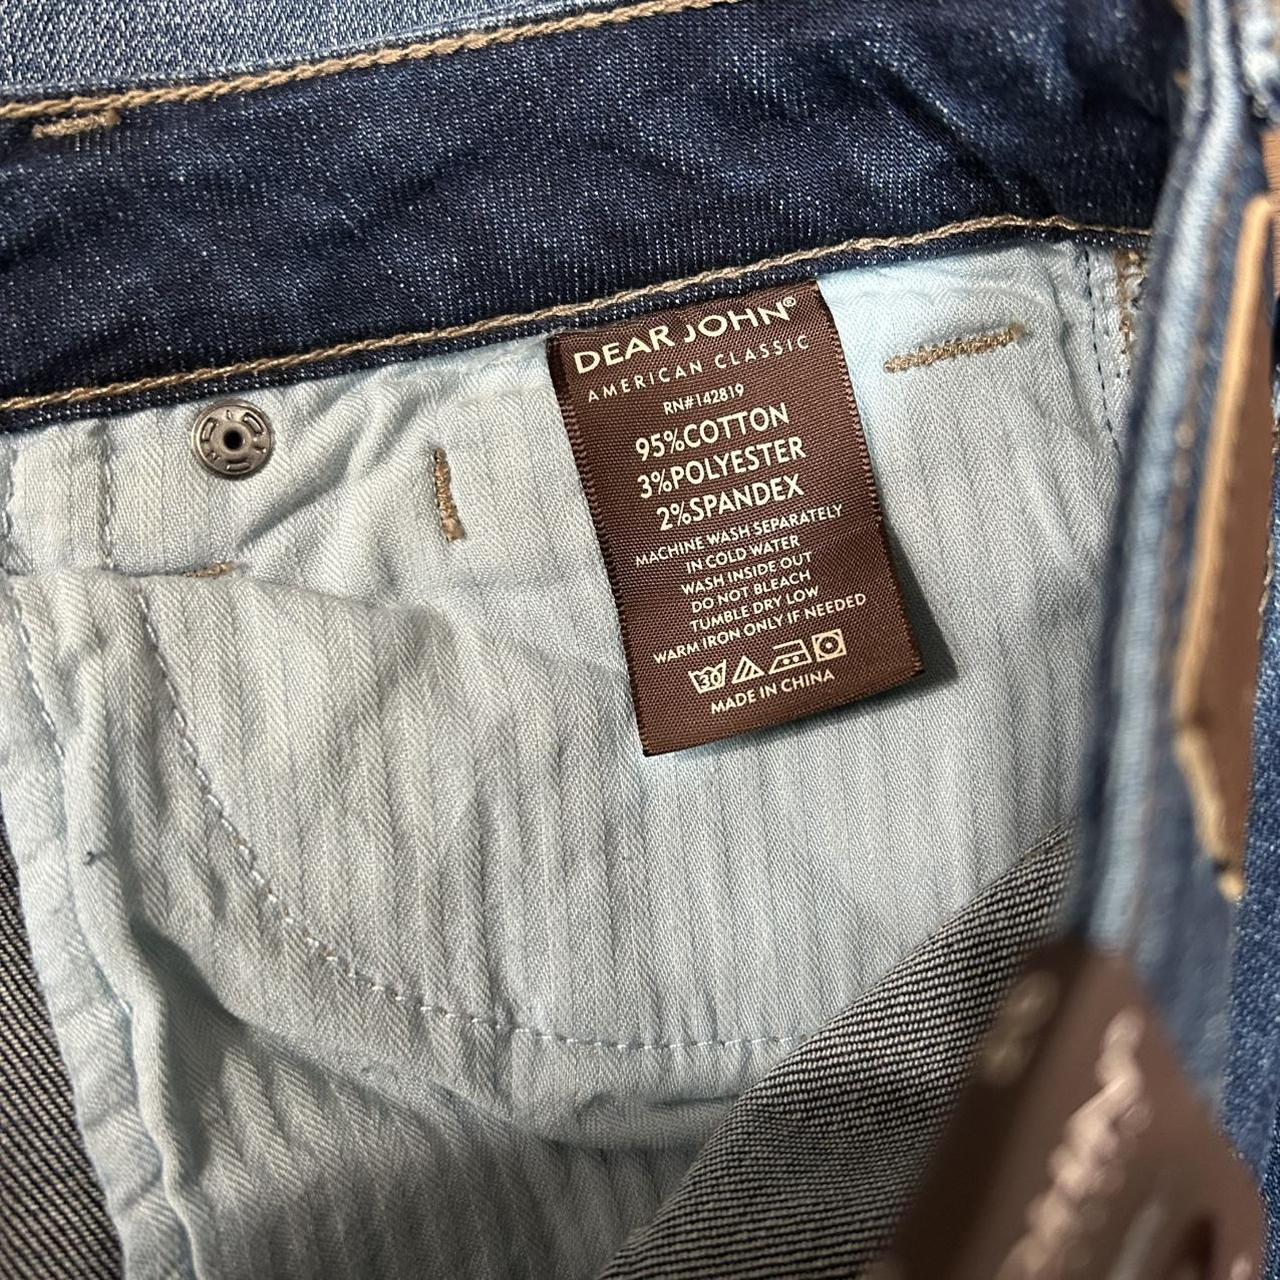 DEAR JOHN®
AMERICAN CLASSIC
RN#142819
95%COTTON
3%POLYESTER
2%SPANDEX
MACHINE WASH SEPARATELY
IN COLD WATER
WASH INSIDE OUT
DO NOT BLEACH
TUMBLE DRY LOW
WARM IRON ONLY IF NEEDED
30
MADE IN CHINA